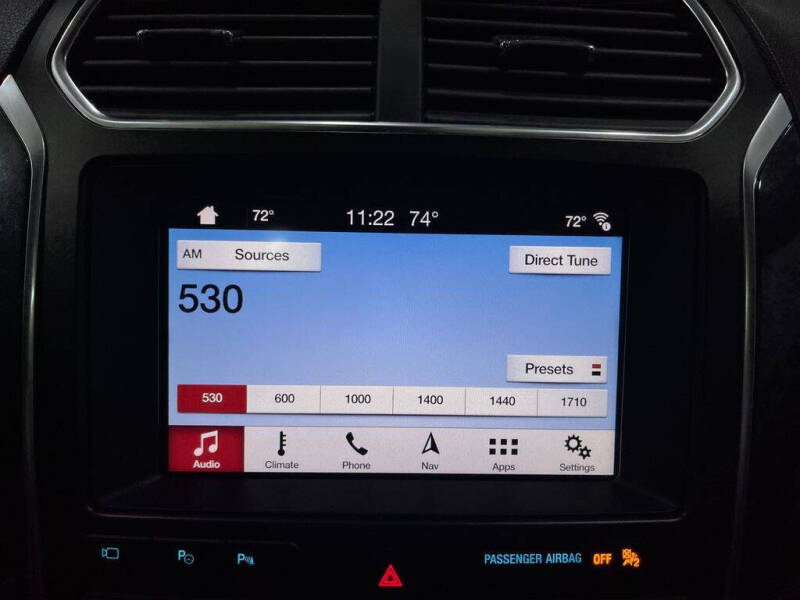 72° 11:22 74° 72°
AM Sources Direct Tune
530
Presets
530 600 1000 1400 1440 1710
Audio Climate Phone Nav Apps Settings
P P PASSENGER AIRBAG OFF 2